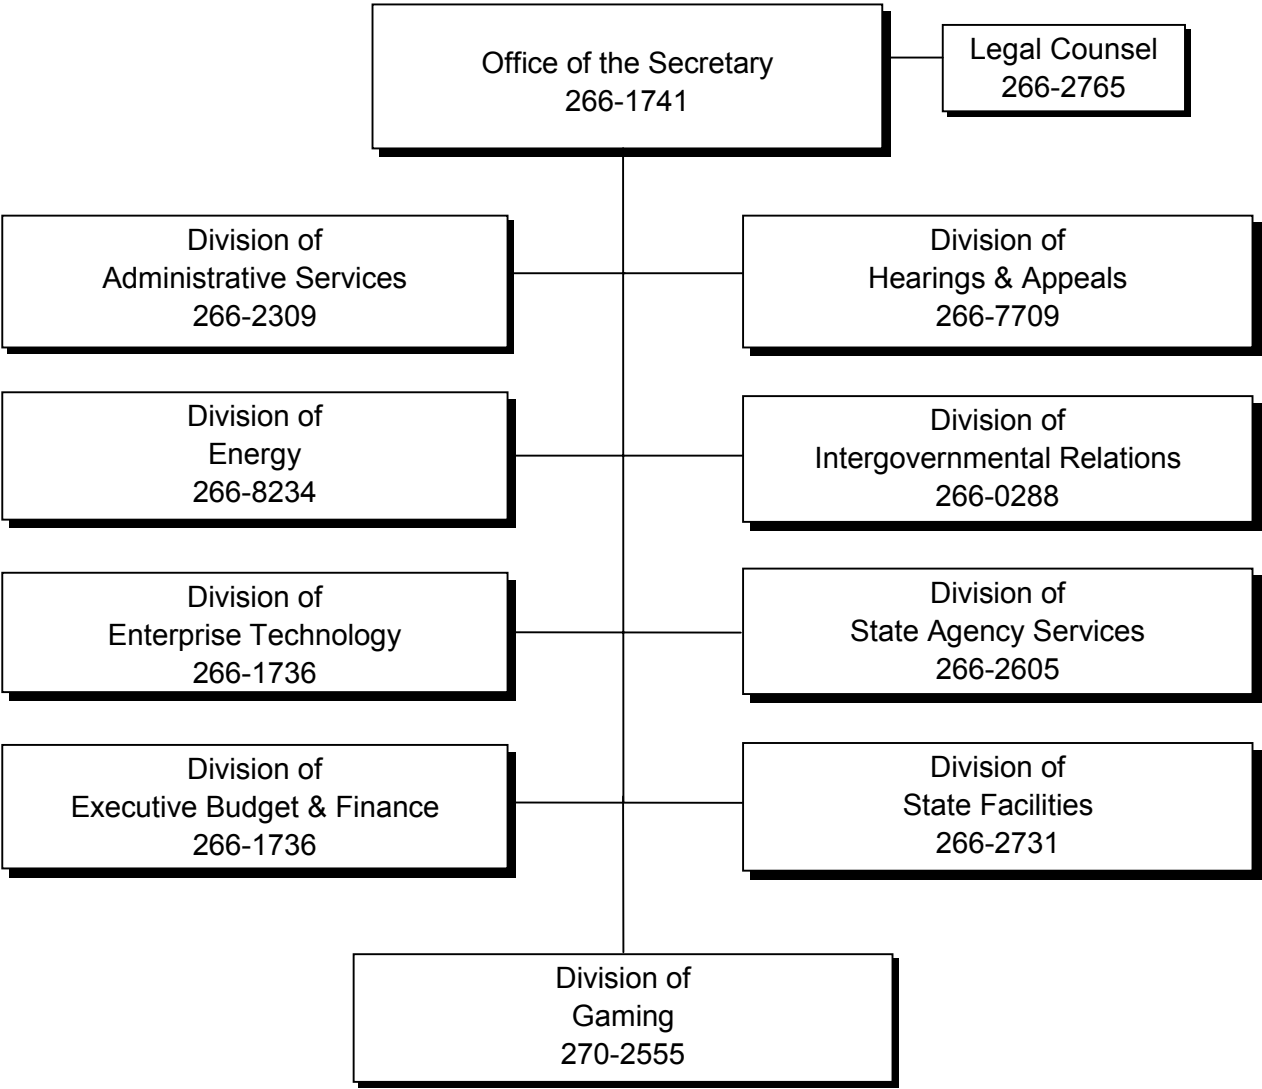 Office of the Secretary
266-1741
Legal Counsel
266-2765
Division of
Administrative Services
266-2309
Division of
Hearings & Appeals
266-7709
Division of
Energy
266-8234
Division of
Intergovernmental Relations
266-0288
Division of
Enterprise Technology
266-1736
Division of
State Agency Services
266-2605
Division of
Executive Budget & Finance
266-1736
Division of
State Facilities
266-2731
Division of
Gaming
270-2555